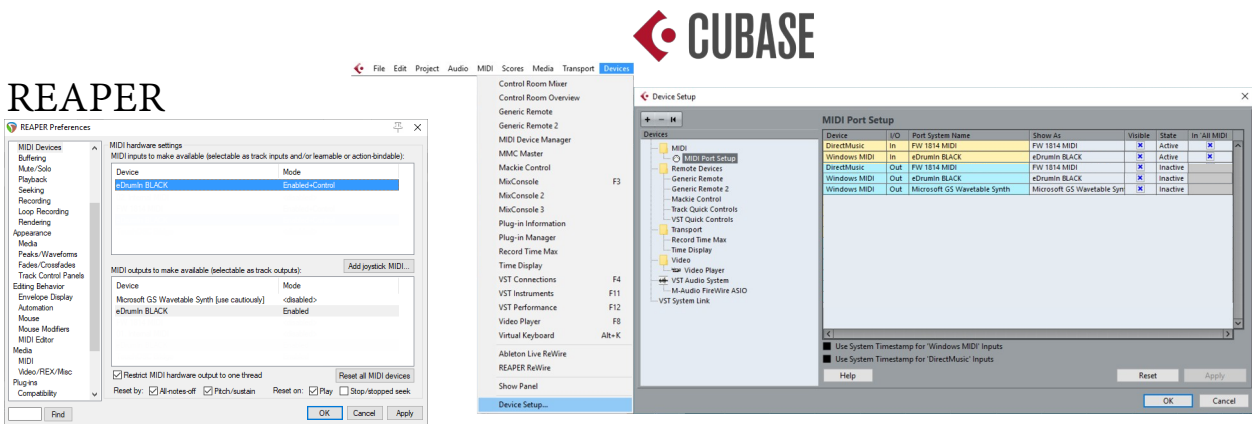 CUBASE
REAPER
File Edit Project Audio MIDI Scores Media Transport Devices
REAPER Preferences
MIDI Devices
Buffering
Mute/Solo
Playback
Seeking
Recording
Loop Recording
Rendering
Appearance
Media
Peaks/Waveforms
Fades/Crossfades
Track Control Panels
Editing Behavior
Envelope Display
Automation
Mouse
Mouse Modifiers
MIDI Editor
Media
MIDI
Video/REX/Misc
Plug-ins
Compatibility
Find
MIDI hardware settings
MIDI inputs to make available (selectable as track inputs and/or learnable or action-bindable):
Device Mode
eDrumIn BLACK Enabled+Control
Add joystick MIDI...
MIDI outputs to make available (selectable as track outputs):
Device Mode
Microsoft GS Wavetable Synth [use cautiously] <disabled>
eDrumIn BLACK Enabled
Restrict MIDI hardware output to one thread Reset all MIDI devices
Reset by: All-notes-off Pitch/sustain Reset on: Play Stop/stopped seek
OK Cancel Apply
Control Room Mixer
Control Room Overview
Generic Remote
Generic Remote 2
MIDI Device Manager
MMC Master
Mackie Control
MixConsole F3
MixConsole 2
MixConsole 3
Plug-in Information
Plug-in Manager
Record Time Max
Time Display
VST Connections F4
VST Instruments F11
VST Performance F12
Video Player F8
Virtual Keyboard Alt+K
Ableton Live ReWire
REAPER ReWire
Show Panel
Device Setup...
Device Setup
Devices
MIDI
MIDI Port Setup
Remote Devices
Generic Remote
Generic Remote 2
Mackie Control
Track Quick Controls
VST Quick Controls
Transport
Record Time Max
Time Display
Video
Video Player
VST Audio System
M-Audio FireWire ASIO
VST System Link
MIDI Port Setup
Device I/O Port System Name Show As Visible State In 'All MIDI
DirectMusic In FW 1814 MIDI FW 1814 MIDI Active
Windows MIDI In eDrumIn BLACK eDrumIn BLACK Active
DirectMusic Out FW 1814 MIDI FW 1814 MIDI Inactive
Windows MIDI Out eDrumIn BLACK eDrumIn BLACK Inactive
Windows MIDI Out Microsoft GS Wavetable Synth Microsoft GS Wavetable Syn Inactive
Use System Timestamp for 'Windows MIDI' Inputs
Use System Timestamp for 'DirectMusic' Inputs
Help Reset Apply
OK Cancel